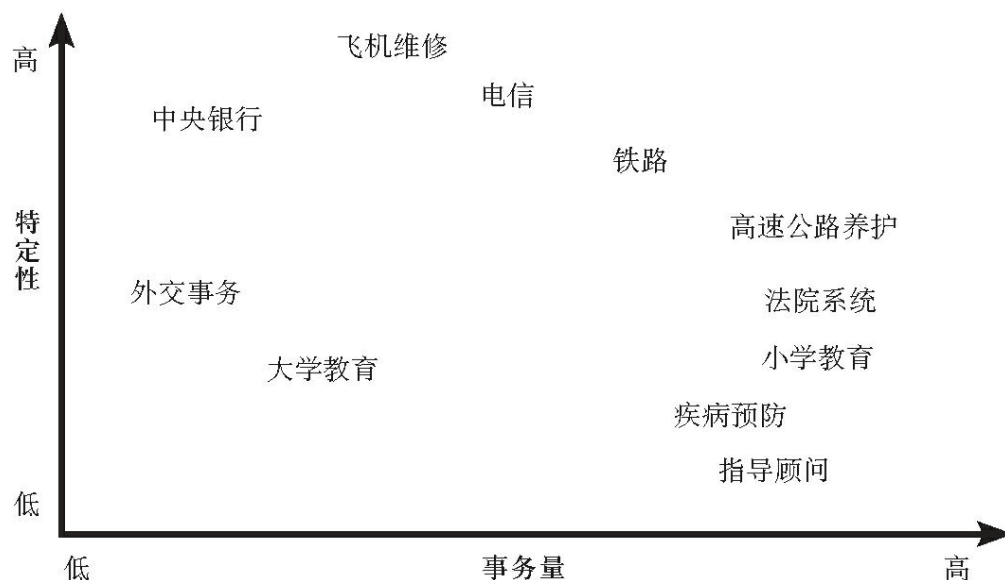 高
飞机维修
电信
中央银行
铁路
特定性
高速公路养护
外交事务
法院系统
小学教育
大学教育
疾病预防
指导顾问
低
低
事务量
高